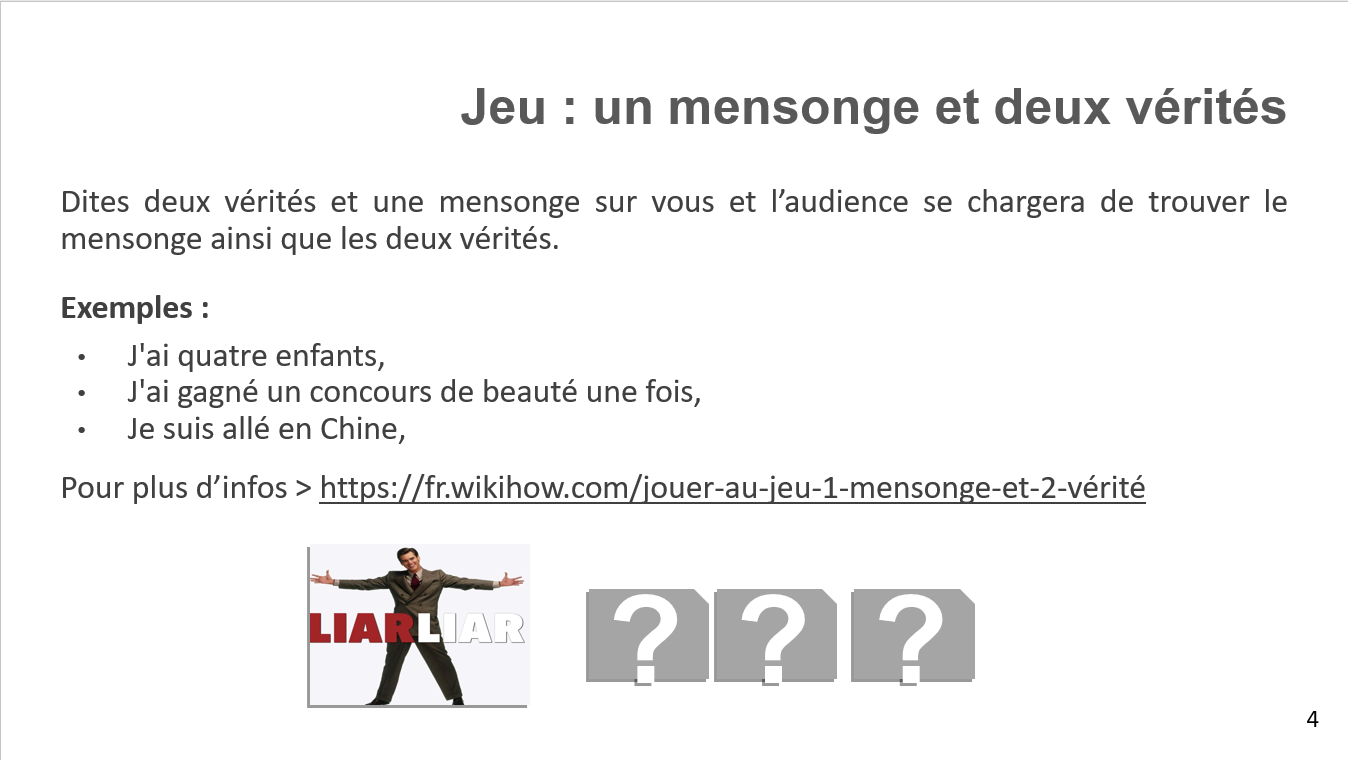 Jeu : un mensonge et deux vérités
Dites deux vérités et une mensonge sur vous et l’audience se chargera de trouver le
mensonge ainsi que les deux vérités.
Exemples :
• J'ai quatre enfants,
• J'ai gagné un concours de beauté une fois,
• Je suis allé en Chine,
Pour plus d’infos > https://fr.wikihow.com/jouer-au-jeu-1-mensonge-et-2-vérité
LIARLIAR
? ? ?
4